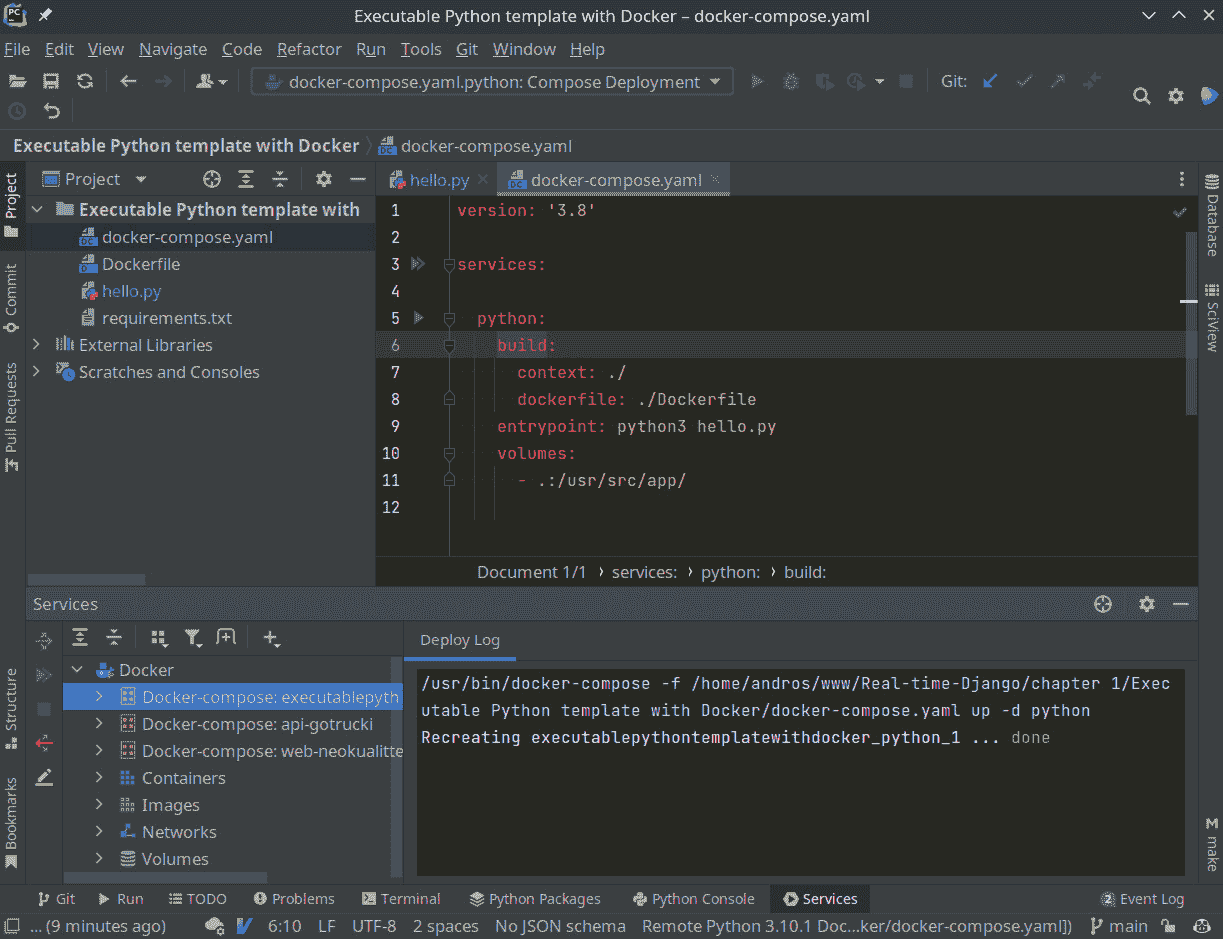 PC
Executable Python template with Docker – docker-compose.yaml
File Edit View Navigate Code Refactor Run Tools Git Window Help
docker-compose.yaml.python: Compose Deployment
Git:
Executable Python template with Docker docker-compose.yaml
Project
Commit
Pull Requests
Structure
Bookmarks
Project
Executable Python template with
docker-compose.yaml
Dockerfile
hello.py
requirements.txt
External Libraries
Scratches and Consoles
hello.py docker-compose.yaml
1 version: '3.8'
2
3 services:
4
5 python:
6 build:
7 context: ./
8 dockerfile: ./Dockerfile
9 entrypoint: python3 hello.py
10 volumes:
11 - .:/usr/src/app/
12
Document 1/1 › services: › python: › build:
Database
SciView
make
Services
Docker
Docker-compose: executablepyth
Docker-compose: api-gotrucki
Docker-compose: web-neokualitte
Containers
Images
Networks
Volumes
Deploy Log
/usr/bin/docker-compose -f /home/andros/www/Real-time-Django/chapter 1/Exec
utable Python template with Docker/docker-compose.yaml up -d python
Recreating executablepythontemplatewithdocker_python_1 ... done
Git Run TODO Problems Terminal Python Packages Python Console Services 2 Event Log
... (9 minutes ago) 6:10 LF UTF-8 2 spaces No JSON schema Remote Python 3.10.1 Doc...ker/docker-compose.yaml]) main